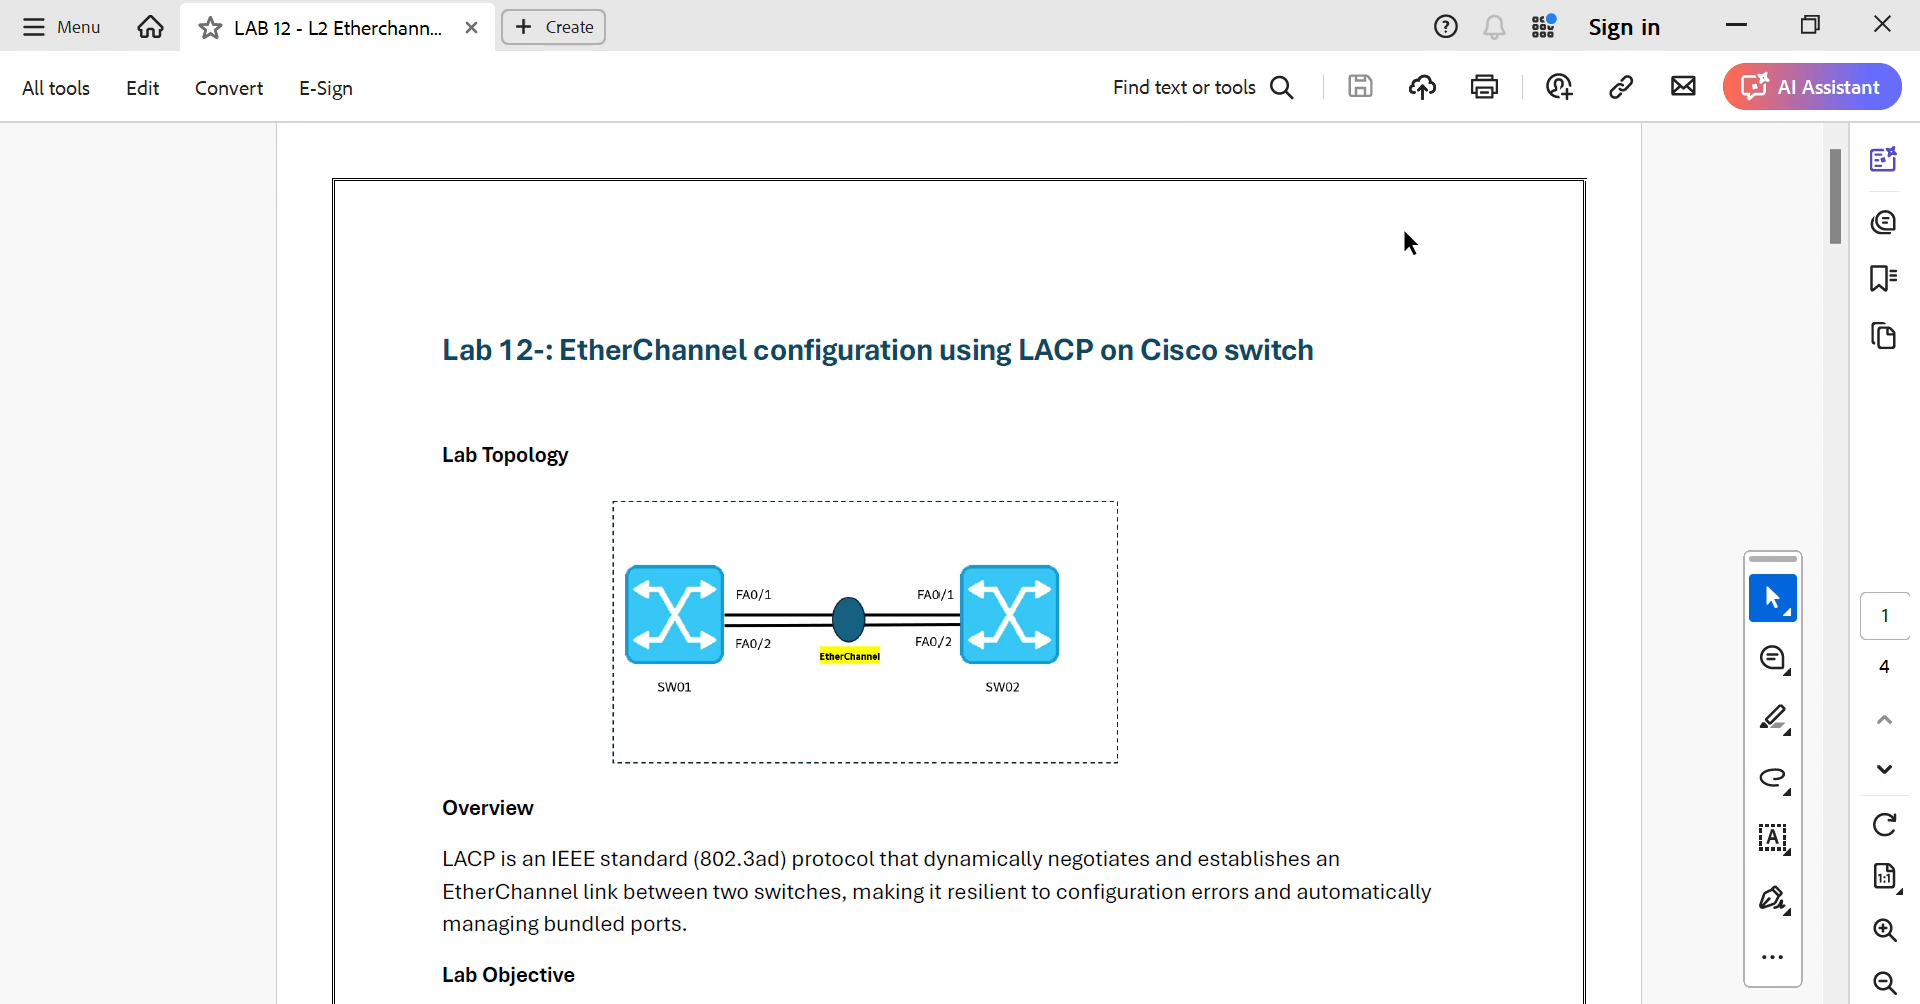 Menu
LAB 12 - L2 Etherchann...
Create
Sign in
All tools
Edit
Convert
E-Sign
Find text or tools
AI Assistant
Lab 12-: EtherChannel configuration using LACP on Cisco switch
Lab Topology
FA0/1
FA0/1
FA0/2
FA0/2
EtherChannel
SW01
SW02
Overview
LACP is an IEEE standard (802.3ad) protocol that dynamically negotiates and establishes an
EtherChannel link between two switches, making it resilient to configuration errors and automatically
managing bundled ports.
Lab Objective
1
4
A
1:1